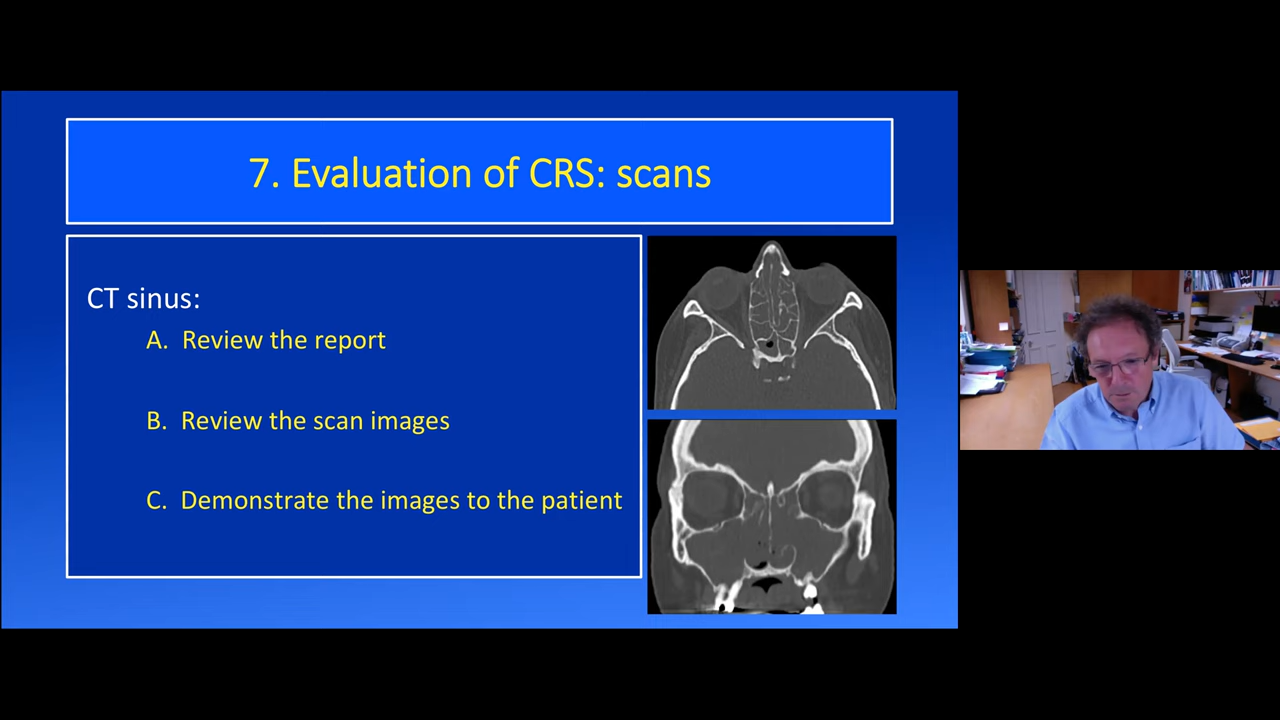 7. Evaluation of CRS: scans
CT sinus:
A. Review the report
B. Review the scan images
C. Demonstrate the images to the patient